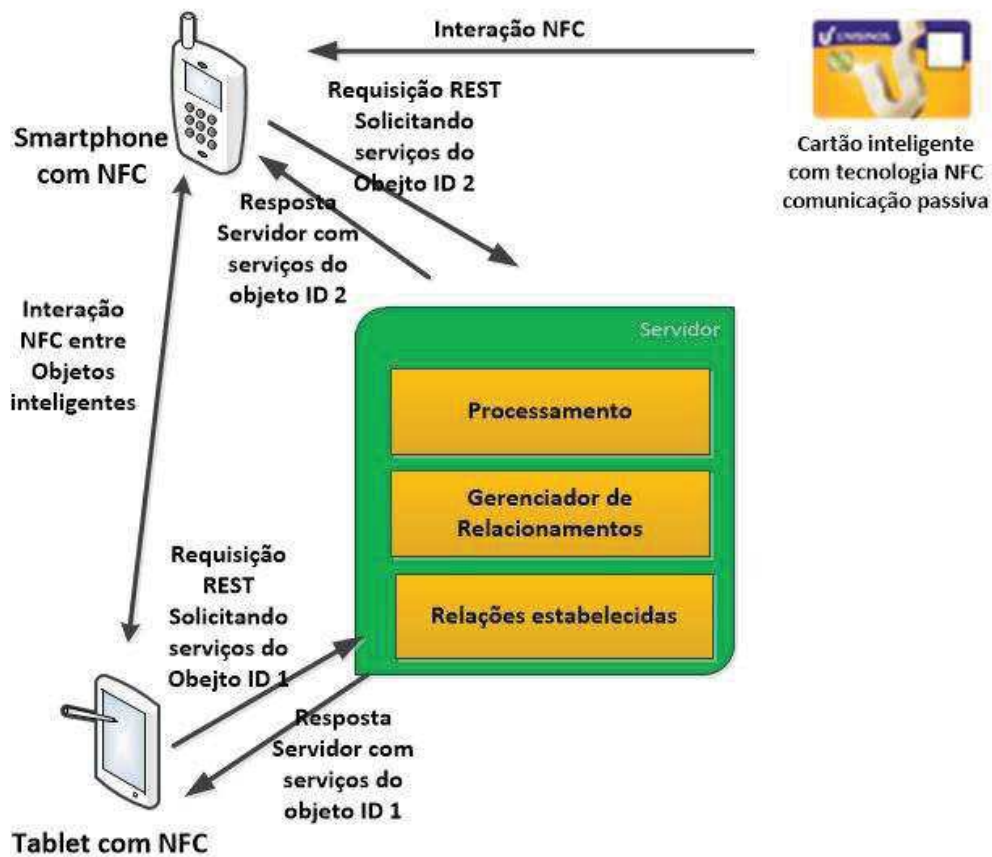 Interação NFC
UNISINOS
Requisição REST
Solicitando
serviços do
Obejto ID 2
Smartphone
com NFC
Cartão inteligente
com tecnologia NFC
comunicação passiva
Resposta
Servidor com
serviços do
objeto ID 2
Interação
NFC entre
Objetos
inteligentes
Servidor
Processamento
Gerenciador de
Relacionamentos
Relações estabelecidas
Requisição
REST
Solicitando
serviços do
Obejto ID 1
Resposta
Servidor com
serviços do
objeto ID 1
Tablet com NFC